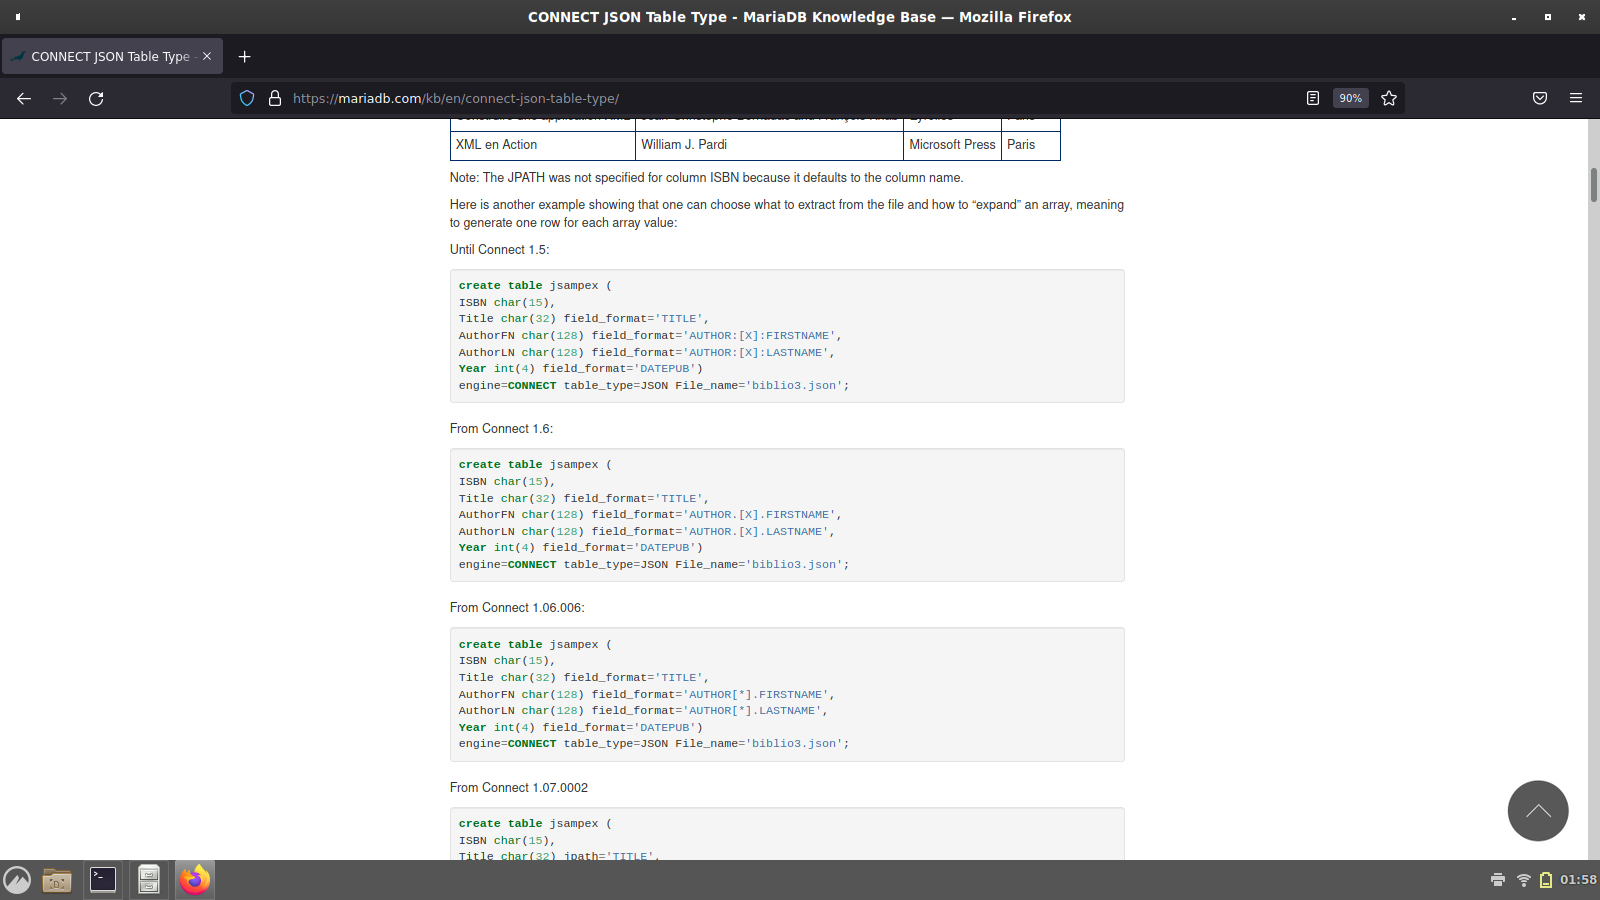 CONNECT JSON Table Type - MariaDB Knowledge Base — Mozilla Firefox
CONNECT JSON Table Type -
https://mariadb.com/kb/en/connect-json-table-type/
90%
XML en Action William J. Pardi Microsoft Press Paris
Note: The JPATH was not specified for column ISBN because it defaults to the column name.
Here is another example showing that one can choose what to extract from the file and how to “expand” an array, meaning
to generate one row for each array value:
Until Connect 1.5:
create table jsampex (
ISBN char(15),
Title char(32) field_format='TITLE',
AuthorFN char(128) field_format='AUTHOR:[X]:FIRSTNAME',
AuthorLN char(128) field_format='AUTHOR:[X]:LASTNAME',
Year int(4) field_format='DATEPUB')
engine=CONNECT table_type=JSON File_name='biblio3.json';
From Connect 1.6:
create table jsampex (
ISBN char(15),
Title char(32) field_format='TITLE',
AuthorFN char(128) field_format='AUTHOR.[X].FIRSTNAME',
AuthorLN char(128) field_format='AUTHOR.[X].LASTNAME',
Year int(4) field_format='DATEPUB')
engine=CONNECT table_type=JSON File_name='biblio3.json';
From Connect 1.06.006:
create table jsampex (
ISBN char(15),
Title char(32) field_format='TITLE',
AuthorFN char(128) field_format='AUTHOR[*].FIRSTNAME',
AuthorLN char(128) field_format='AUTHOR[*].LASTNAME',
Year int(4) field_format='DATEPUB')
engine=CONNECT table_type=JSON File_name='biblio3.json';
From Connect 1.07.0002
create table jsampex (
ISBN char(15),
Title char(32) jpath='TITLE',
01:58